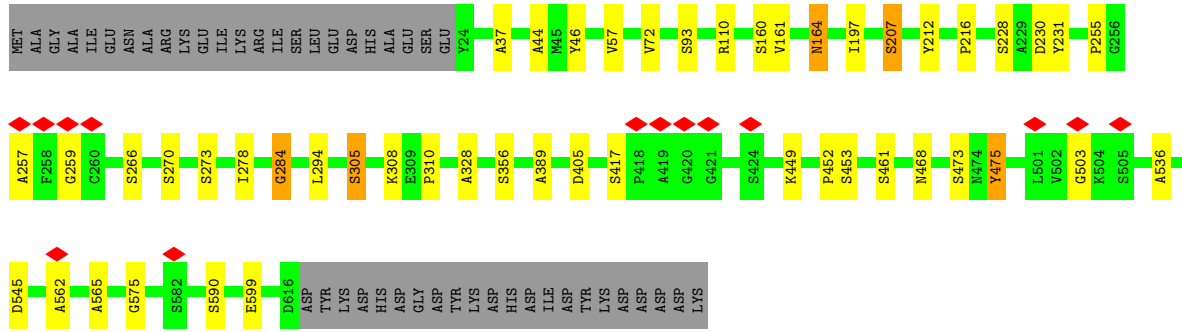 MET ALA GLY ALA ILE GLU ASN ALA ARG LYS GLU ILE LYS ARG ILE SER LEU GLU ASP HIS ALA GLU SER GLU Y24 A37 A44 M45 Y46 V57 V72 S93 R110 S160 V161 N164 I197 S207 Y212 P216 S228 A229 D230 Y231 P255 G256
A257 F258 G259 C260 S266 S270 S273 I278 G284 L294 S305 K308 E309 P310 A328 S356 A389 D405 S417 P418 A419 G420 G421 S424 K449 P452 S453 S461 N468 S473 N474 Y475 L501 V502 G503 K504 S505 A536
D545 A562 A565 G575 S582 S590 E599 D616 ASP TYR LYS ASP HIS ASP GLY ASP TYR LYS ASP HIS ASP ILE ASP TYR LYS ASP ASP ASP ASP LYS